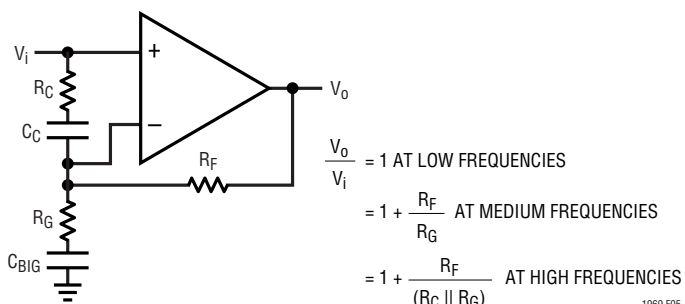 Vi
+
Vo
RC
CC
−
RF
RG
CBIG
Vo
Vi
= 1 AT LOW FREQUENCIES
= 1 + RF
RG
AT MEDIUM FREQUENCIES
= 1 + RF
(RC || RG)
AT HIGH FREQUENCIES